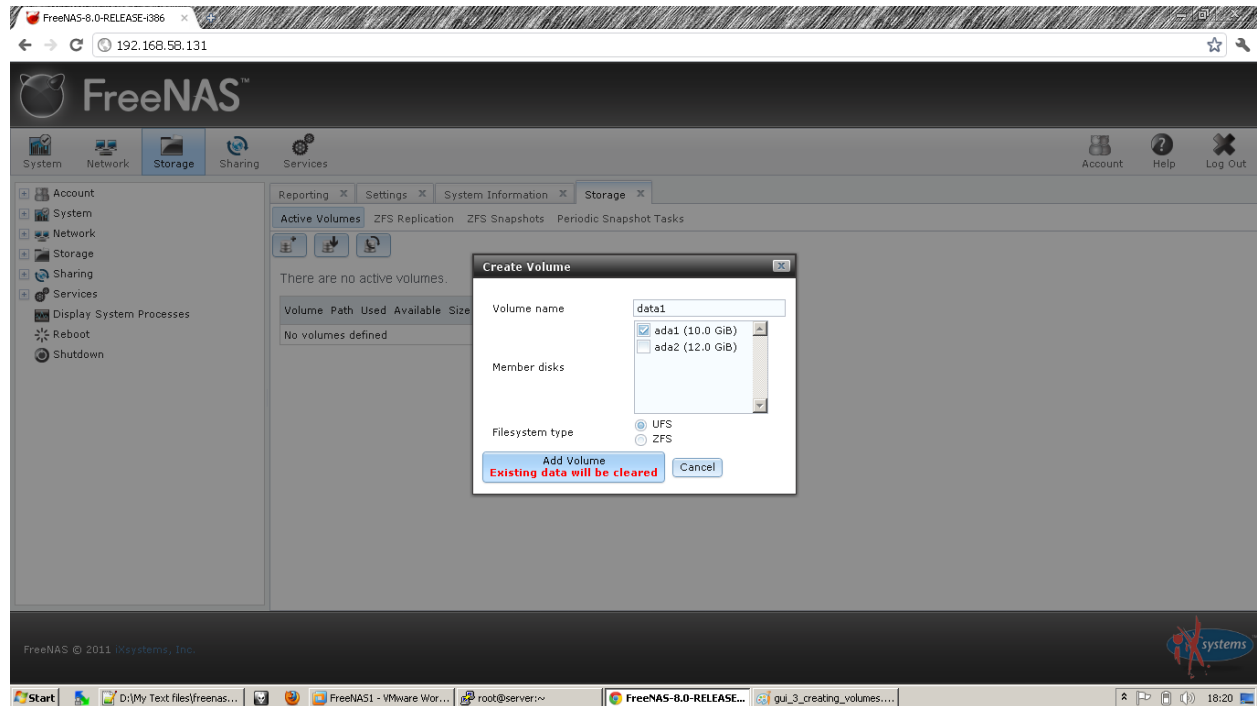 FreeNAS-8.0-RELEASE-i386
192.168.58.131
FreeNAS™
System Network Storage Sharing Services Account Help Log Out
Account
System
Network
Storage
Sharing
Services
Display System Processes
Reboot
Shutdown
Reporting Settings System Information Storage
Active Volumes ZFS Replication ZFS Snapshots Periodic Snapshot Tasks
There are no active volumes.
Volume Path Used Available Size
No volumes defined
Create Volume
Volume name data1
Member disks
ada1 (10.0 GiB)
ada2 (12.0 GiB)
Filesystem type
UFS
ZFS
Add Volume
Existing data will be cleared
Cancel
FreeNAS © 2011 iXsystems, Inc.
iXsystems
Start D:\My Text files\freenas... FreeNAS1 - VMware Wor... root@server:~ FreeNAS-8.0-RELEASE... gui_3_creating_volumes.... 18:20